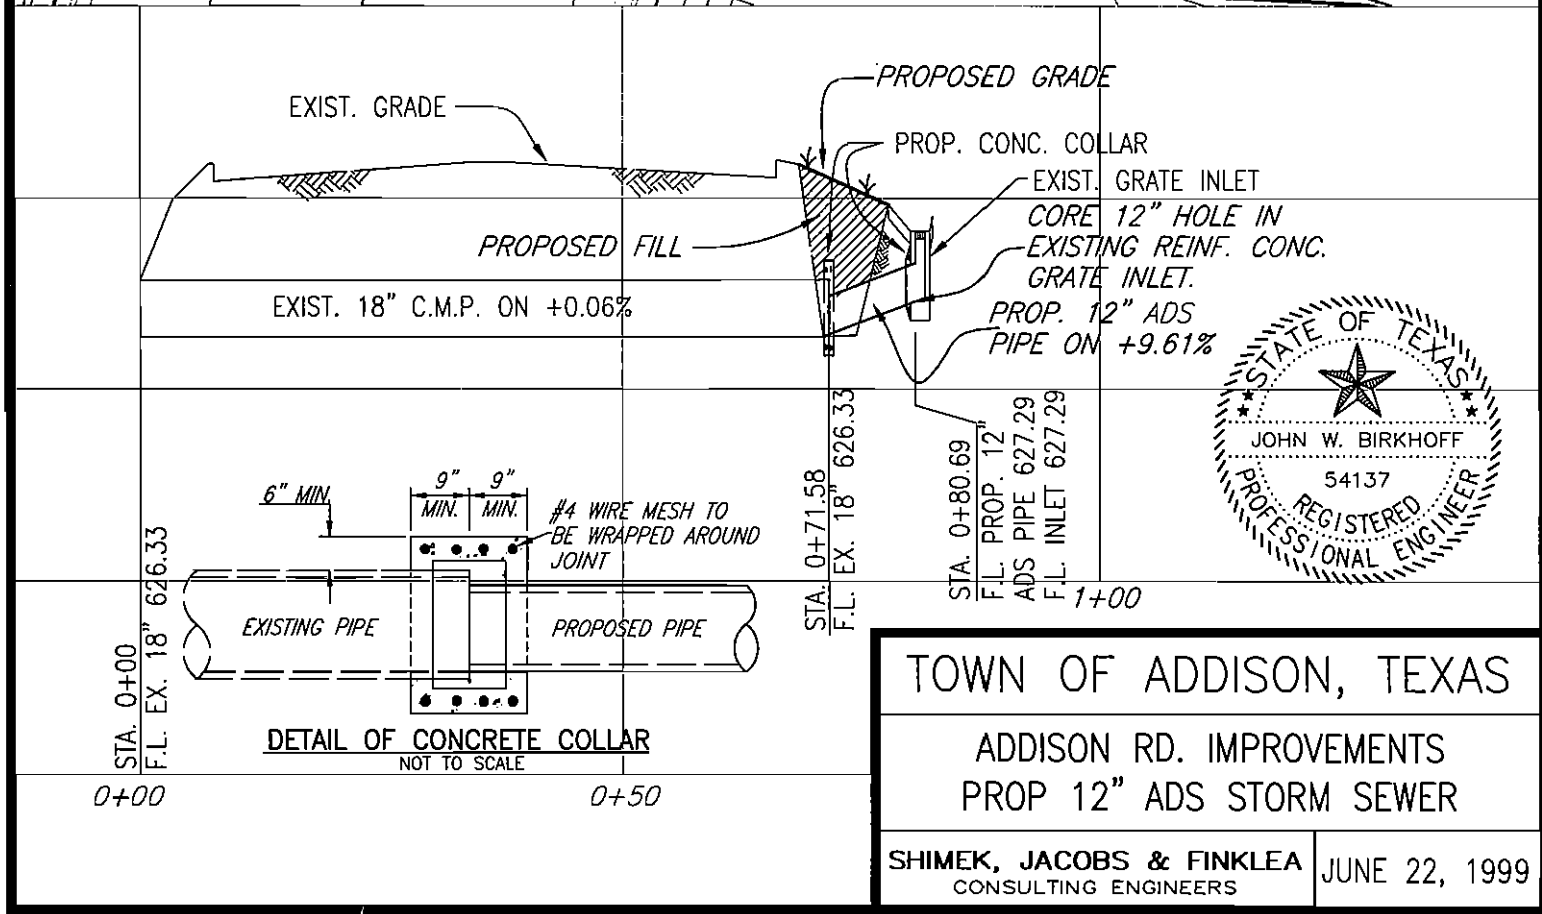 PROPOSED GRADE
EXIST. GRADE
PROP. CONC. COLLAR
EXIST. GRATE INLET
CORE 12" HOLE IN
EXISTING REINF. CONC.
GRATE INLET.
PROPOSED FILL
EXIST. 18" C.M.P. ON +0.06%
PROP. 12" ADS
PIPE ON +9.61%
STATE OF TEXAS
JOHN W. BIRKHOFF
54137
REGISTERED
PROFESSIONAL ENGINEER
STA. 0+00
F.L. EX. 18" 626.33
STA. 0+71.58
F.L. EX. 18" 626.33
STA. 0+80.69
F.L. PROP. 12"
ADS PIPE 627.29
F.L. INLET 627.29
6" MIN.
9"
MIN.
9"
MIN.
#4 WIRE MESH TO
BE WRAPPED AROUND
JOINT
EXISTING PIPE
PROPOSED PIPE
DETAIL OF CONCRETE COLLAR
NOT TO SCALE
0+00
0+50
1+00
TOWN OF ADDISON, TEXAS
ADDISON RD. IMPROVEMENTS
PROP 12" ADS STORM SEWER
SHIMEK, JACOBS & FINKLEA
CONSULTING ENGINEERS
JUNE 22, 1999